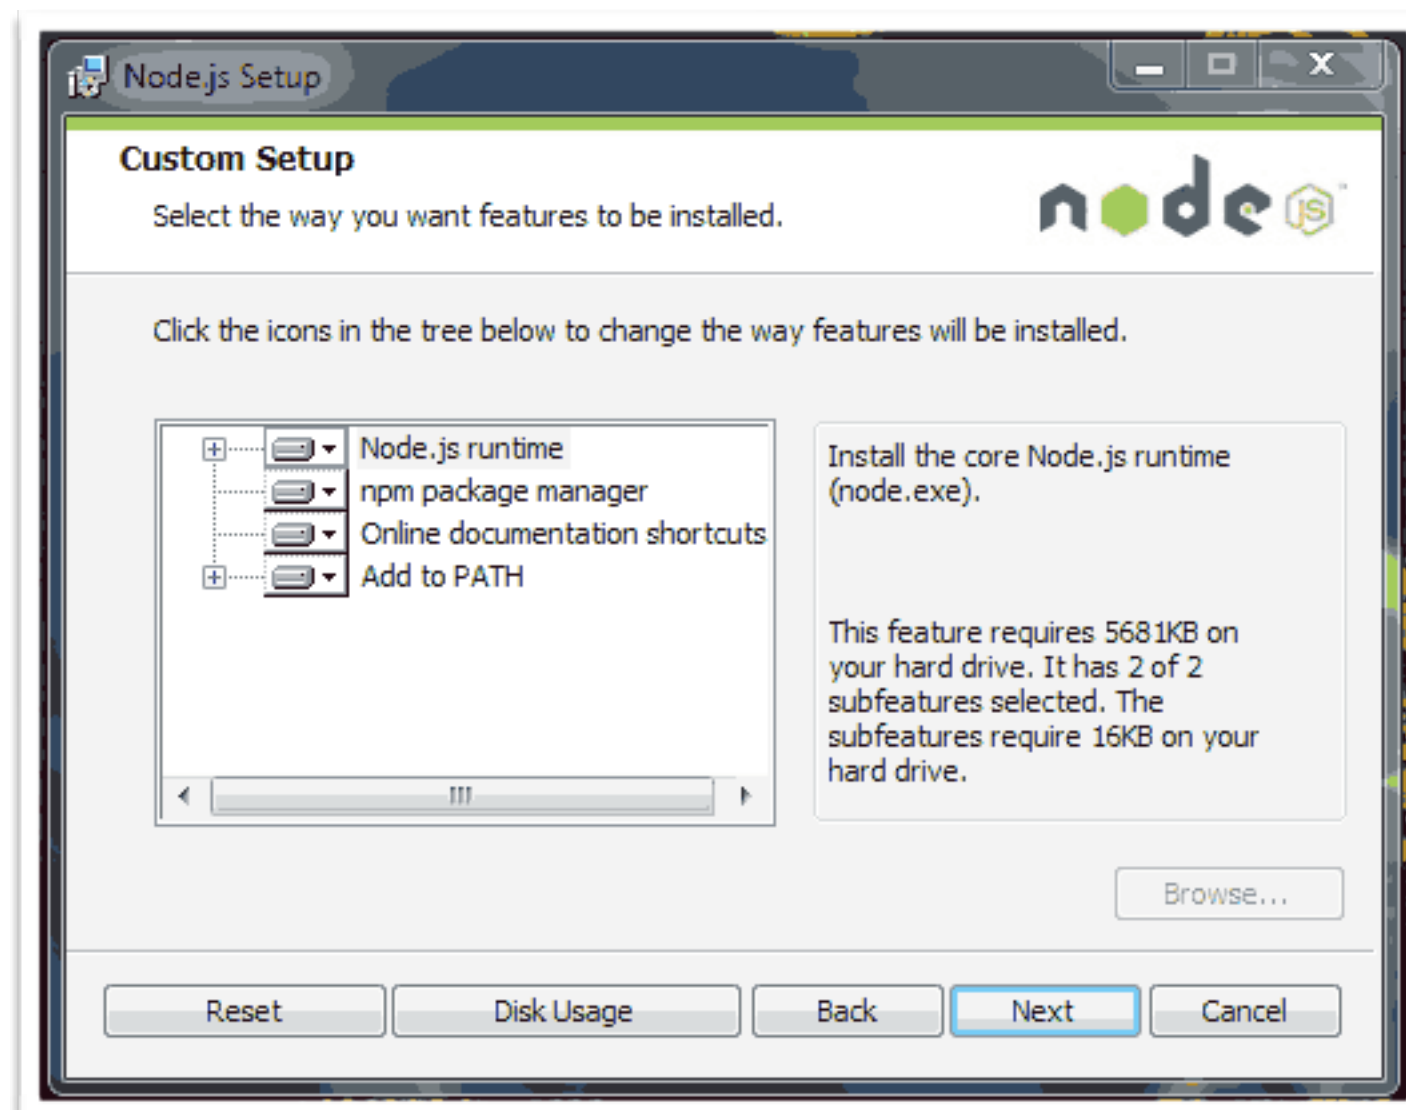 Node.js Setup
Custom Setup
Select the way you want features to be installed.
node JS
Click the icons in the tree below to change the way features will be installed.
Node.js runtime
npm package manager
Online documentation shortcuts
Add to PATH
Install the core Node.js runtime
(node.exe).
This feature requires 5681KB on
your hard drive. It has 2 of 2
subfeatures selected. The
subfeatures require 16KB on your
hard drive.
Browse...
Reset
Disk Usage
Back
Next
Cancel